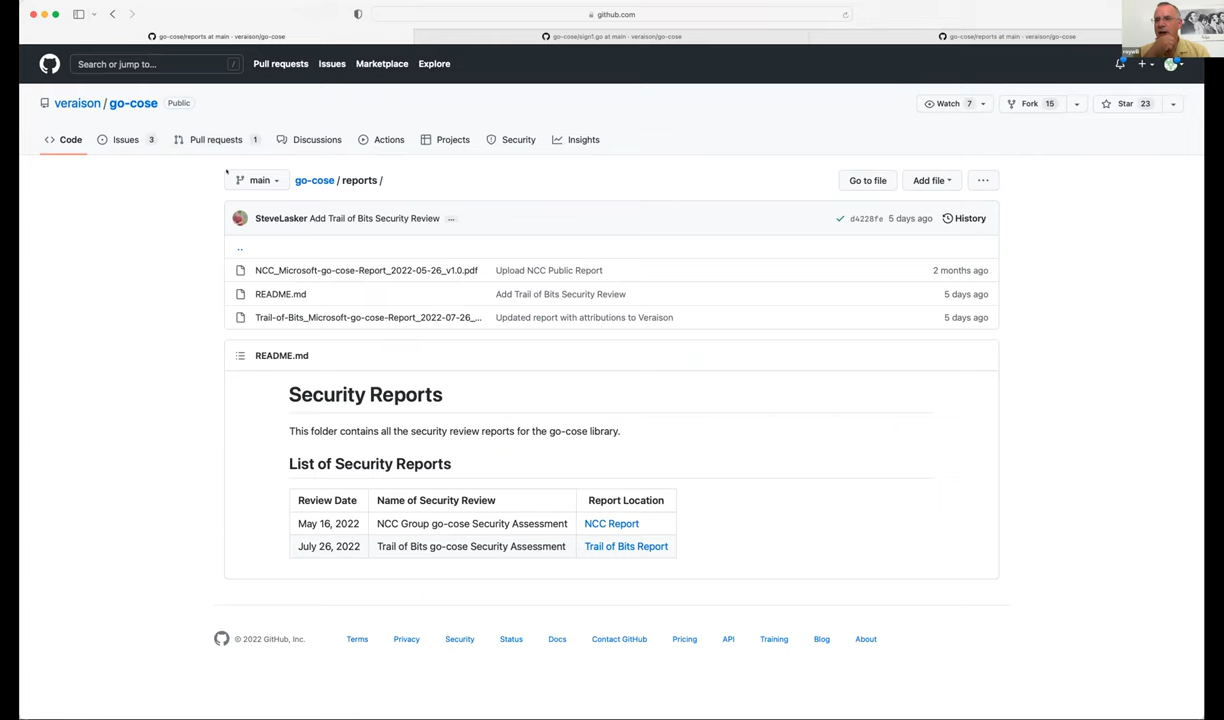 github.com
go-cose/reports at main · veraison/go-cose
go-cose/sign1.go at main · veraison/go-cose
go-cose/reports at main · veraison/go-cose
Search or jump to...
/
Pull requests
Issues
Marketplace
Explore
veraison / go-cose
Public
Watch 7
Fork 15
Star 23
Code
Issues 3
Pull requests 1
Discussions
Actions
Projects
Security
Insights
main
go-cose / reports /
Go to file
Add file
...
SteveLasker Add Trail of Bits Security Review ...
d4228fe 5 days ago
History
..
NCC_Microsoft-go-cose-Report_2022-05-26_v1.0.pdf
Upload NCC Public Report
2 months ago
README.md
Add Trail of Bits Security Review
5 days ago
Trail-of-Bits_Microsoft-go-cose-Report_2022-07-26_...
Updated report with attributions to Veraison
5 days ago
README.md
Security Reports
This folder contains all the security review reports for the go-cose library.
List of Security Reports
Review Date
Name of Security Review
Report Location
May 16, 2022
NCC Group go-cose Security Assessment
NCC Report
July 26, 2022
Trail of Bits go-cose Security Assessment
Trail of Bits Report
© 2022 GitHub, Inc.
Terms
Privacy
Security
Status
Docs
Contact GitHub
Pricing
API
Training
Blog
About